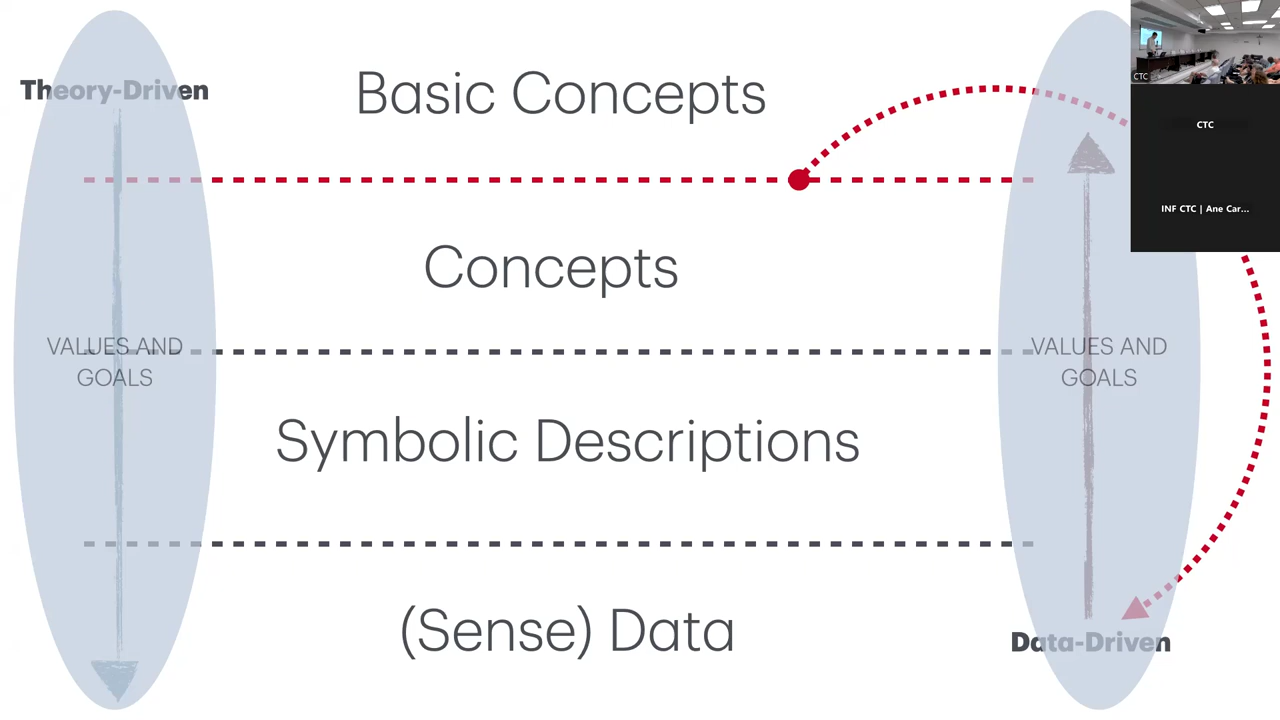 Theory-Driven
Basic Concepts
Concepts
VALUES AND
GOALS
VALUES AND
GOALS
Symbolic Descriptions
(Sense) Data
Data-Driven
CTC
CTC
INF CTC | Ane Car...